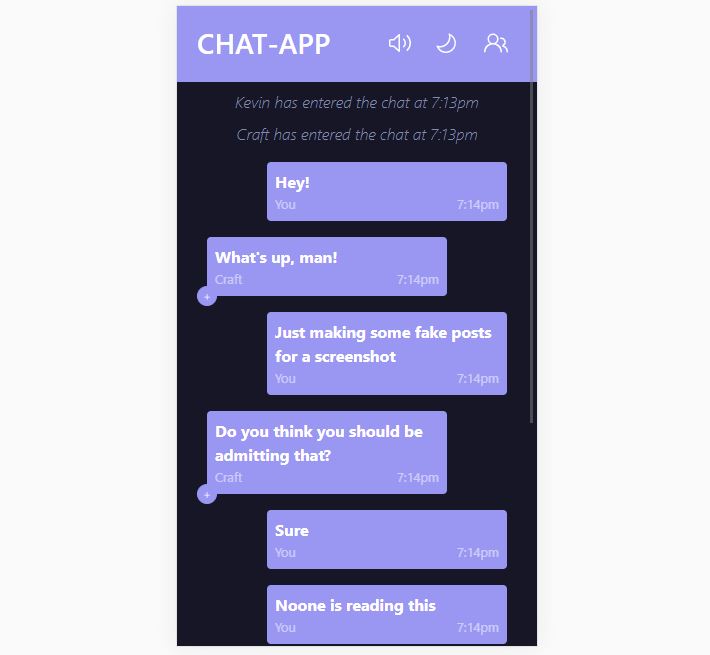 CHAT-APP
Kevin has entered the chat at 7:13pm
Craft has entered the chat at 7:13pm
Hey!
You 7:14pm
What's up, man!
Craft 7:14pm
+
Just making some fake posts
for a screenshot
You 7:14pm
Do you think you should be
admitting that?
Craft 7:14pm
+
Sure
You 7:14pm
Noone is reading this
You 7:14pm